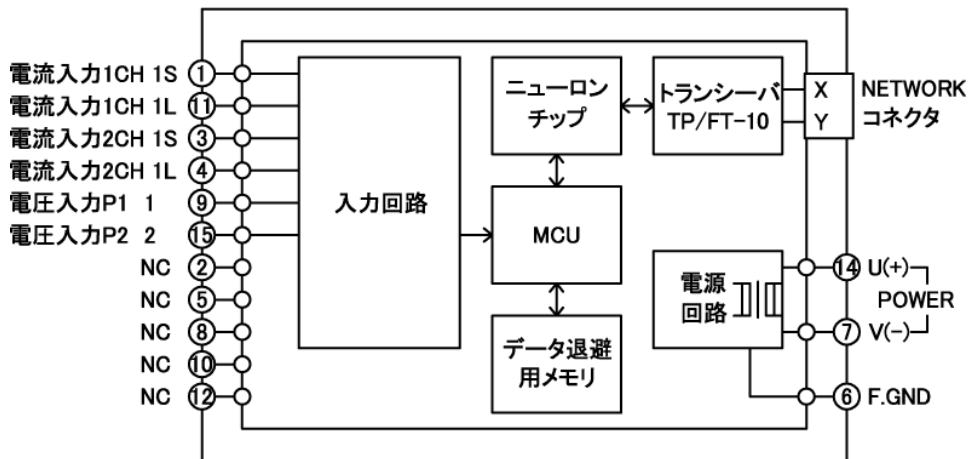 電流入力1CH 1S ①
電流入力1CH 1L ⑪
電流入力2CH 1S ③
電流入力2CH 1L ④
電圧入力P1 1 ⑨
電圧入力P2 2 ⑮
NC ②
NC ⑤
NC ⑧
NC ⑩
NC ⑫
入力回路
ニューロン
チップ
MCU
データ退避
用メモリ
トランシーバ
TP/FT-10
X
Y
NETWORK
コネクタ
電源
回路
⑭ U(+)
POWER
⑦ V(-)
⑥ F.GND